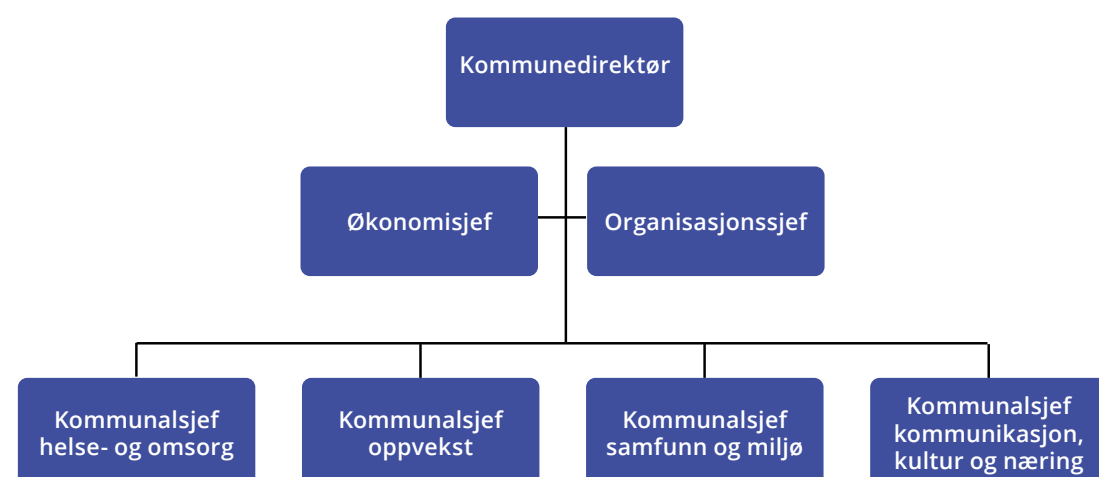 Kommunedirektør
Økonomisjef
Organisasjonssjef
Kommunalsjef
helse- og omsorg
Kommunalsjef
oppvekst
Kommunalsjef
samfunn og miljø
Kommunalsjef
kommunikasjon,
kultur og næring